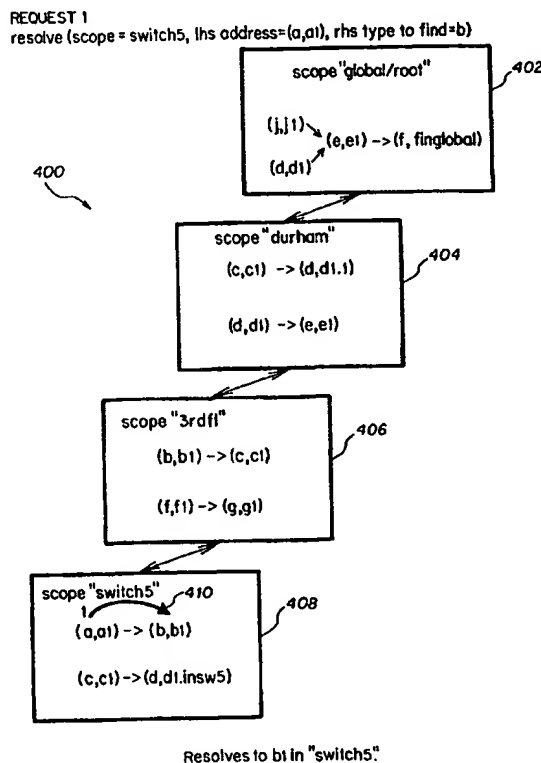 REQUEST 1
resolve (scope = switch5, lhs address=(a,a1), rhs type to find=b)
scope "global/root"
402
(j,j1)
(e,e1) -> (f, finglobal)
(d,d1)
400
scope "durham"
404
(c,c1) -> (d,d1.1)
(d,d1) -> (e,e1)
scope "3rdfl"
406
(b,b1) -> (c,c1)
(f,f1) -> (g,g1)
scope "switch5"
410
408
1
(a,a1) -> (b,b1)
(c,c1) -> (d,d1.insw5)
Resolves to b1 in "switch5."